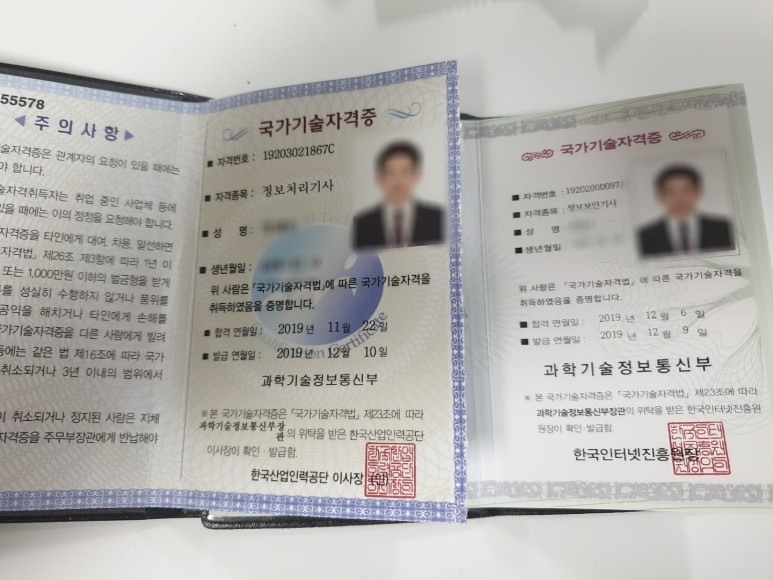 55578
◀ 주의사항 ▶
술자격증은 관계자의 요청이 있을 때에는
야 합니다.
술자격취득자는 취업 중인 사업체 등에
있을 때에는 이의 정정을 요청해야 합니다.
자격증을 타인에게 대여, 차용, 알선하면
자격법」 제26조 제3항에 따라 1년 이
또는 1,000만원 이하의 벌금형을 받게
를 성실히 수행하지 않거나 품위를
공익을 해치거나 타인에게 손해를
가기술자격증을 다른 사람에게 빌려
등에는 같은 법 제16조에 따라 국가
취소되거나 3년 이내의 범위에서
이 취소되거나 정지된 사람은 지체
자격증을 주무부장관에게 반납해야
국가기술자격증
■ 자격번호 : 19203021867C
■ 자격종목 : 정보처리기사
■ 성 명 :
■ 생년월일 :
위 사람은 「국가기술자격법」에 따른 국가기술자격을
취득하였음을 증명합니다.
■ 합격 연월일 : 2019 년 11 월 22 일
■ 발급 연월일 : 2019 년 12 월 10 일
과학기술정보통신부
※ 본 국가기술자격증은 「국가기술자격법」 제23조에 따라
과학기술정보통신부장관의 위탁을 받은 한국산업인력공단
이사장이 확인·발급함.
한국산업인력공단 이사장 (인)
국가기술자격증
■ 자격번호 : 1920200009
■ 자격종목 : 정보보안기사
■ 성 명 :
■ 생년월일
위 사람은 「국가기술자격법」에 따른 국가기술자격을
취득하였음을 증명합니다.
■ 합격 연월일 : 2019 년 12 월 6 일
■ 발급 연월일 : 2019 년 12 월 9 일
과학기술정보통신부
※ 본 국가기술자격증은 「국가기술자격법」 제23조에 따라
과학기술정보통신부장관의 위탁을 받은 한국인터넷진흥원
원장이 확인·발급함.
한국인터넷진흥원장